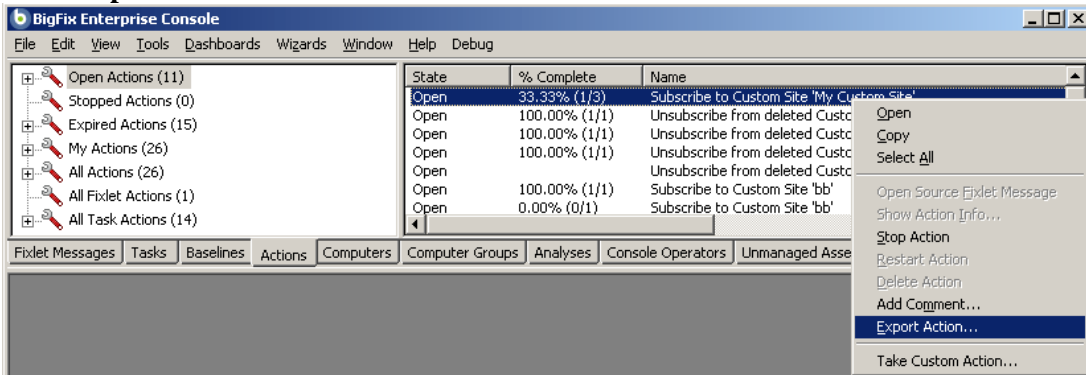 BigFix Enterprise Console
File Edit View Tools Dashboards Wizards Window Help Debug
Open Actions (11)
Stopped Actions (0)
Expired Actions (15)
My Actions (26)
All Actions (26)
All Fixlet Actions (1)
All Task Actions (14)
State % Complete Name
Open 33.33% (1/3) Subscribe to Custom Site 'My Custom Site'
Open 100.00% (1/1) Unsubscribe from deleted Custo
Open 100.00% (1/1) Unsubscribe from deleted Custo
Open 100.00% (1/1) Unsubscribe from deleted Custo
Open Unsubscribe from deleted Custo
Open 100.00% (1/1) Subscribe to Custom Site 'bb'
Open 0.00% (0/1) Subscribe to Custom Site 'bb'
Open
Copy
Select All
Open Source Fixlet Message
Show Action Info...
Stop Action
Restart Action
Delete Action
Add Comment...
Export Action...
Take Custom Action...
Fixlet Messages Tasks Baselines Actions Computers Computer Groups Analyses Console Operators Unmanaged Asse